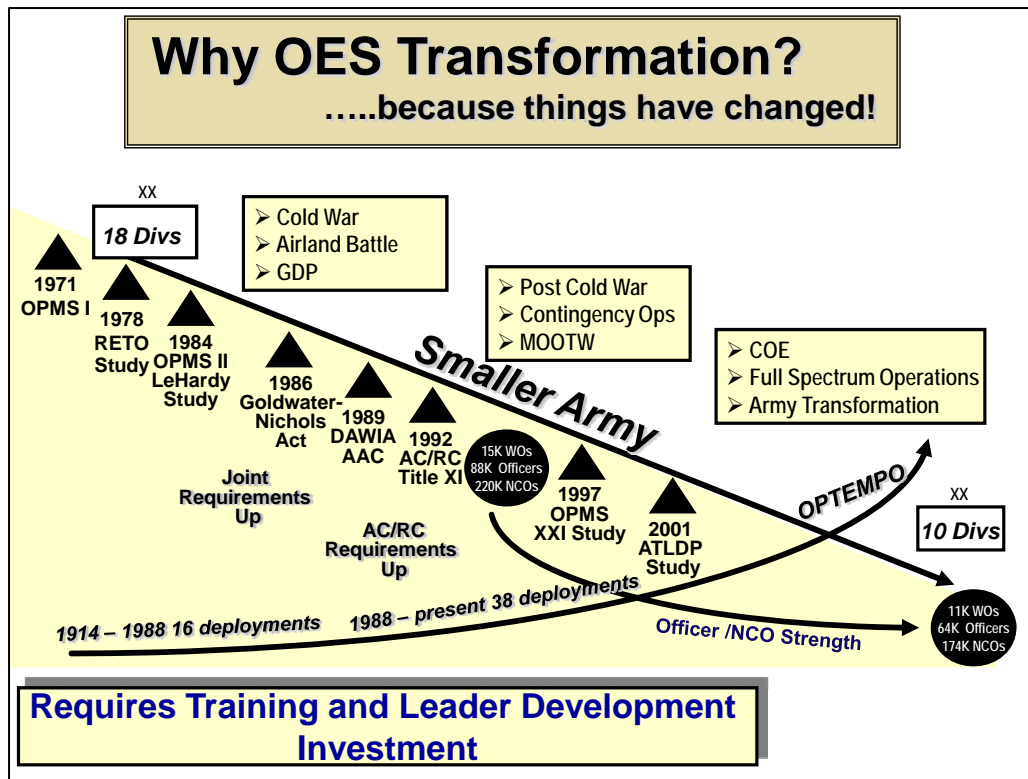 Why OES Transformation?
…..because things have changed!
XX
18 Divs
➢ Cold War
➢ Airland Battle
➢ GDP
➢ Post Cold War
➢ Contingency Ops
➢ MOOTW
➢ COE
➢ Full Spectrum Operations
➢ Army Transformation
1971
OPMS I
1978
RETO
Study
1984
OPMS II
LeHardy
Study
1986
Goldwater-
Nichols
Act
1989
DAWIA
AAC
1992
AC/RC
Title XI
15K WOs
88K Officers
220K NCOs
1997
OPMS
XXI Study
2001
ATLDP
Study
Smaller Army
OPTEMPO
XX
10 Divs
Joint
Requirements
Up
AC/RC
Requirements
Up
1914 – 1988 16 deployments
1988 – present 38 deployments
Officer /NCO Strength
11K WOs
64K Officers
174K NCOs
Requires Training and Leader Development
Investment